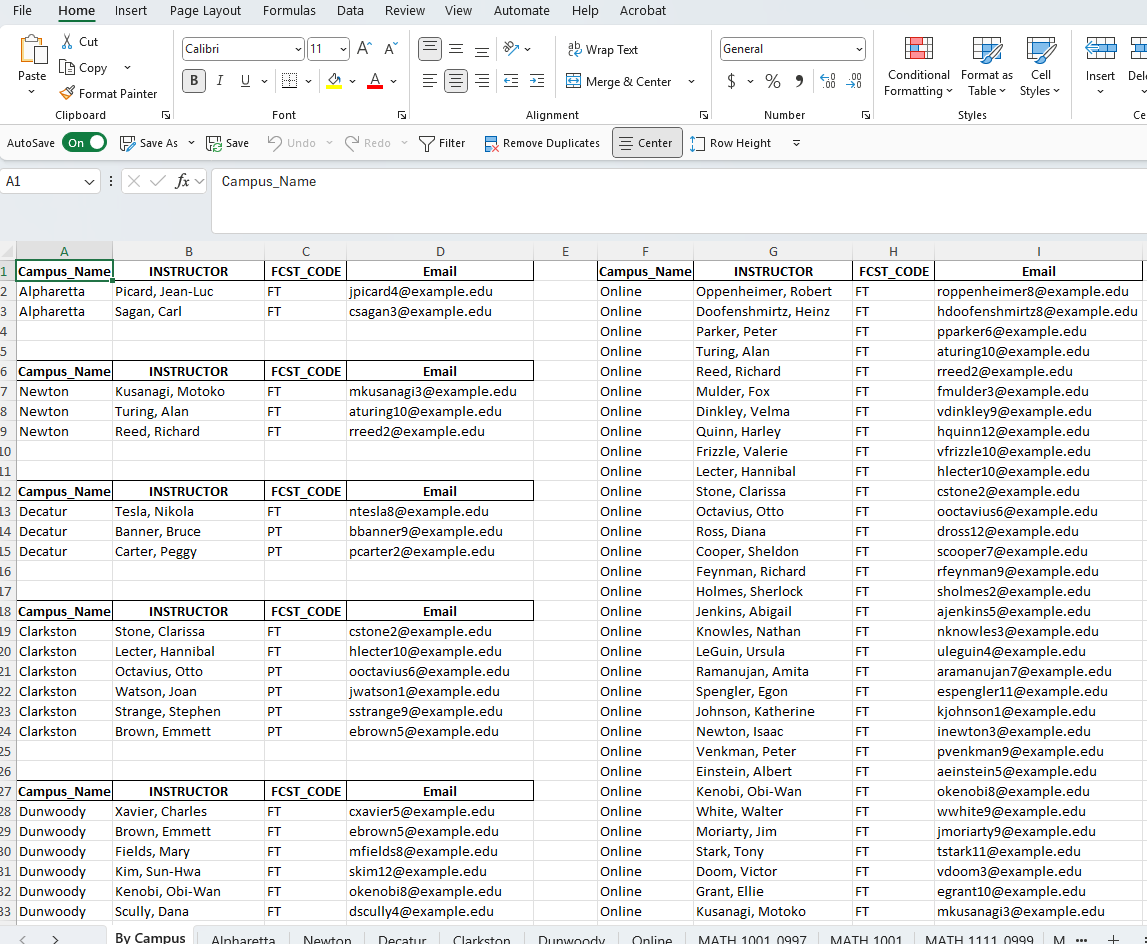 File Home Insert Page Layout Formulas Data Review View Automate Help Acrobat
Paste Cut Copy Format Painter Clipboard
Calibri 11 A A B I U A Font
ab Wrap Text Merge & Center Alignment
General $ % Number
Conditional Formatting Format as Table Cell Styles Styles
Insert
AutoSave On Save As Save Undo Redo Filter Remove Duplicates Center Row Height
A1 fx Campus_Name
A B C D E F G H I
1 Campus_Name INSTRUCTOR FCST_CODE Email Campus_Name INSTRUCTOR FCST_CODE Email
2 Alpharetta Picard, Jean-Luc FT jpicard4@example.edu Online Oppenheimer, Robert FT roppenheimer8@example.edu
3 Alpharetta Sagan, Carl FT csagan3@example.edu Online Doofenshmirtz, Heinz FT hdoofenshmirtz8@example.edu
4 Online Parker, Peter FT pparker6@example.edu
5 Online Turing, Alan FT aturing10@example.edu
6 Campus_Name INSTRUCTOR FCST_CODE Email Online Reed, Richard FT rreed2@example.edu
7 Newton Kusanagi, Motoko FT mkusanagi3@example.edu Online Mulder, Fox FT fmulder3@example.edu
8 Newton Turing, Alan FT aturing10@example.edu Online Dinkley, Velma FT vdinkley9@example.edu
9 Newton Reed, Richard FT rreed2@example.edu Online Quinn, Harley FT hquinn12@example.edu
10 Online Frizzle, Valerie FT vfrizzle10@example.edu
11 Online Lecter, Hannibal FT hlecter10@example.edu
12 Campus_Name INSTRUCTOR FCST_CODE Email Online Stone, Clarissa FT cstone2@example.edu
13 Decatur Tesla, Nikola FT ntesla8@example.edu Online Octavius, Otto FT ooctavius6@example.edu
14 Decatur Banner, Bruce PT bbanner9@example.edu Online Ross, Diana FT dross12@example.edu
15 Decatur Carter, Peggy PT pcarter2@example.edu Online Cooper, Sheldon FT scooper7@example.edu
16 Online Feynman, Richard FT rfeynman9@example.edu
17 Online Holmes, Sherlock FT sholmes2@example.edu
18 Campus_Name INSTRUCTOR FCST_CODE Email Online Jenkins, Abigail FT ajenkins5@example.edu
19 Clarkston Stone, Clarissa FT cstone2@example.edu Online Knowles, Nathan FT nknowles3@example.edu
20 Clarkston Lecter, Hannibal FT hlecter10@example.edu Online LeGuin, Ursula FT uleguin4@example.edu
21 Clarkston Octavius, Otto PT ooctavius6@example.edu Online Ramanujan, Amita FT aramanujan7@example.edu
22 Clarkston Watson, Joan PT jwatson1@example.edu Online Spengler, Egon FT espengler11@example.edu
23 Clarkston Strange, Stephen PT sstrange9@example.edu Online Johnson, Katherine FT kjohnson1@example.edu
24 Clarkston Brown, Emmett PT ebrown5@example.edu Online Newton, Isaac FT inewton3@example.edu
25 Online Venkman, Peter FT pvenkman9@example.edu
26 Online Einstein, Albert FT aeinstein5@example.edu
27 Campus_Name INSTRUCTOR FCST_CODE Email Online Kenobi, Obi-Wan FT okenobi8@example.edu
28 Dunwoody Xavier, Charles FT cxavier5@example.edu Online White, Walter FT wwhite9@example.edu
29 Dunwoody Brown, Emmett FT ebrown5@example.edu Online Moriarty, Jim FT jmoriarty9@example.edu
30 Dunwoody Fields, Mary FT mfields8@example.edu Online Stark, Tony FT tstark11@example.edu
31 Dunwoody Kim, Sun-Hwa FT skim12@example.edu Online Doom, Victor FT vdoom3@example.edu
32 Dunwoody Kenobi, Obi-Wan FT okenobi8@example.edu Online Grant, Ellie FT egrant10@example.edu
33 Dunwoody Scully, Dana FT dscully4@example.edu Online Kusanagi, Motoko FT mkusanagi3@example.edu
By Campus Alpharetta Newton Decatur Clarkston Dunwoody Online MATH 1001 0997 MATH 1001 MATH 1111 0999 M